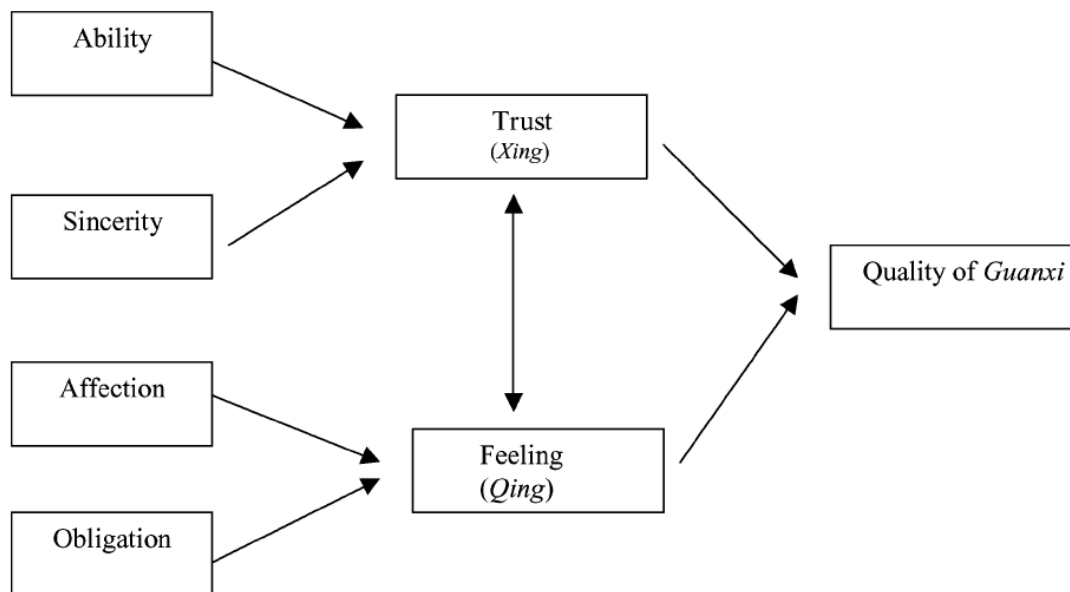 Ability
Trust
(Xing)
Sincerity
Quality of Guanxi
Affection
Feeling
(Qing)
Obligation